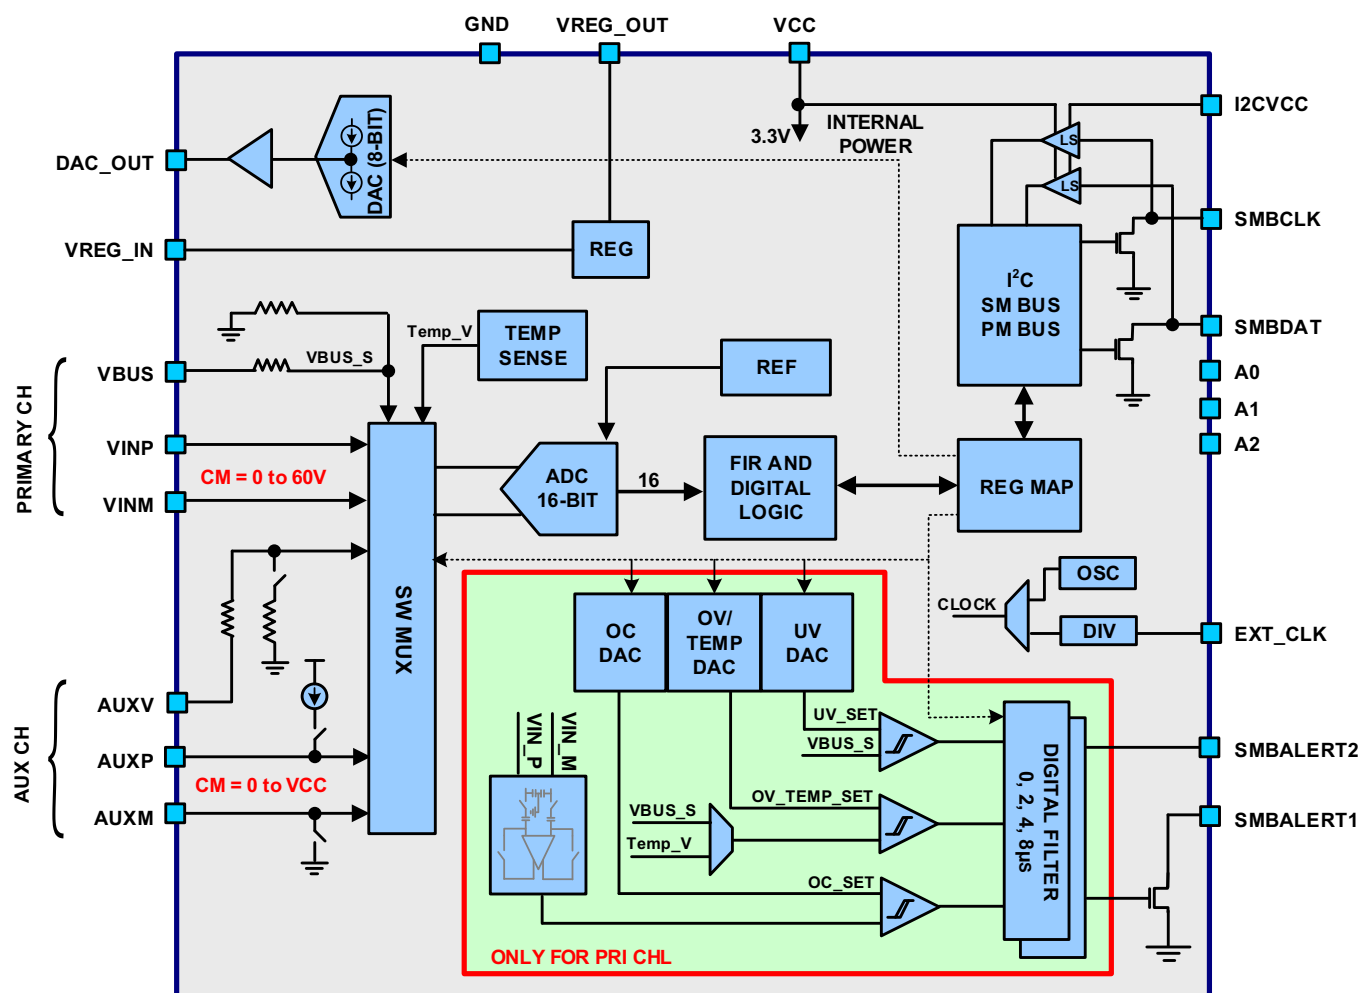 GND
VREG_OUT
VCC
I2CVCC
3.3V
INTERNAL
POWER
LS
LS
DAC_OUT
DAC (8-BIT)
SMBCLK
VREG_IN
REG
I²C
SM BUS
PM BUS
SMBDAT
Temp_V
TEMP
SENSE
VBUS_S
REF
VBUS
A0
A1
A2
PRIMARY CH
VINP
CM = 0 to 60V
VINM
ADC
16-BIT
16
FIR AND
DIGITAL
LOGIC
REG MAP
SW MUX
OSC
CLOCK
DIV
EXT_CLK
OC
DAC
OV/
TEMP
DAC
UV
DAC
AUX CH
AUXV
AUXP
CM = 0 to VCC
AUXM
VIN_P
VIN_M
UV_SET
VBUS_S
OV_TEMP_SET
VBUS_S
Temp_V
OC_SET
DIGITAL FILTER
0, 2, 4, 8µs
SMBALERT2
SMBALERT1
ONLY FOR PRI CHL